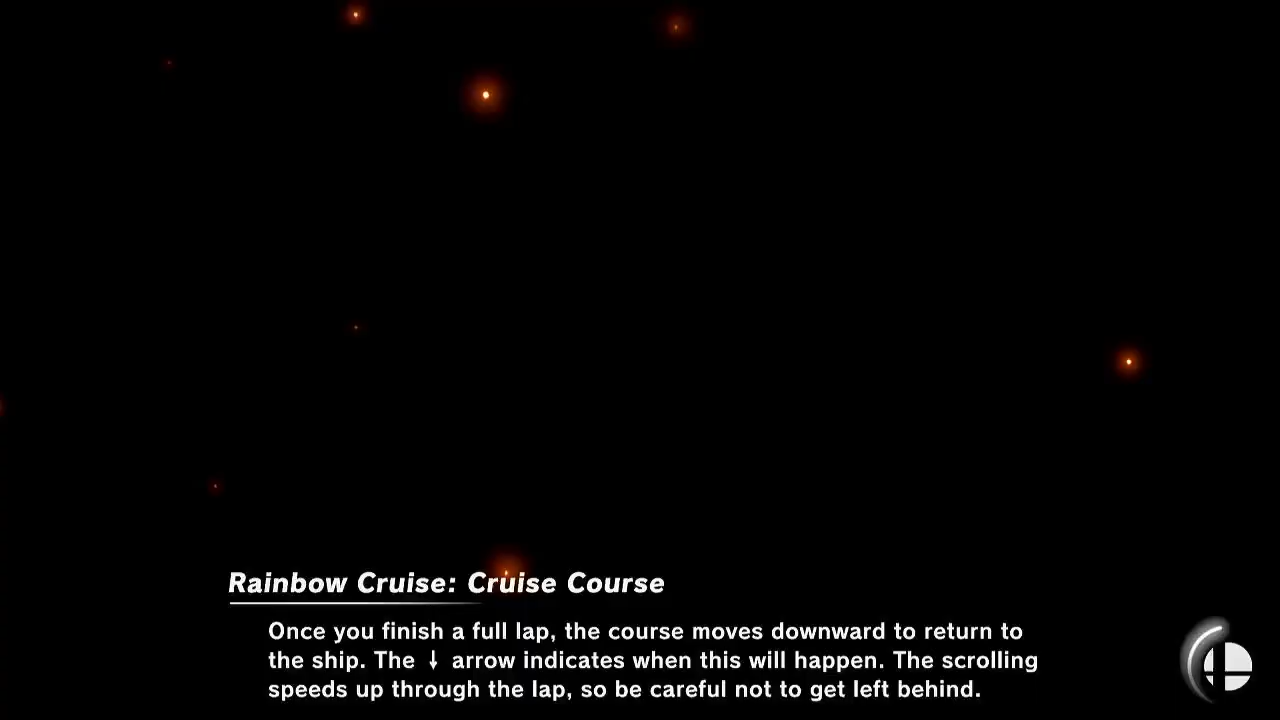 Rainbow Cruise: Cruise Course
Once you finish a full lap, the course moves downward to return to
the ship. The ↓ arrow indicates when this will happen. The scrolling
speeds up through the lap, so be careful not to get left behind.